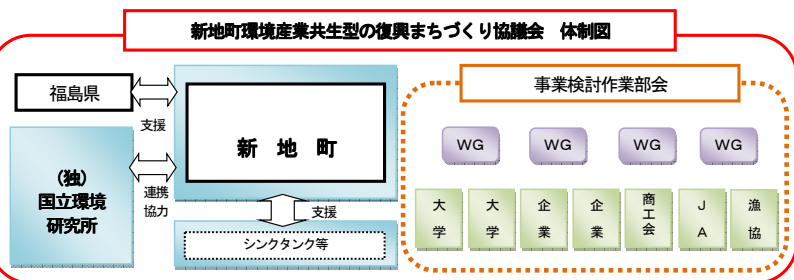 新地町環境産業共生型の復興まちづくり協議会 体制図
福島県
支援
新 地 町
(独)
国立環境
研究所
連携
協力
支援
シンクタンク等
事業検討作業部会
WG
WG
WG
WG
大学
大学
企業
企業
商工会
JA
漁協